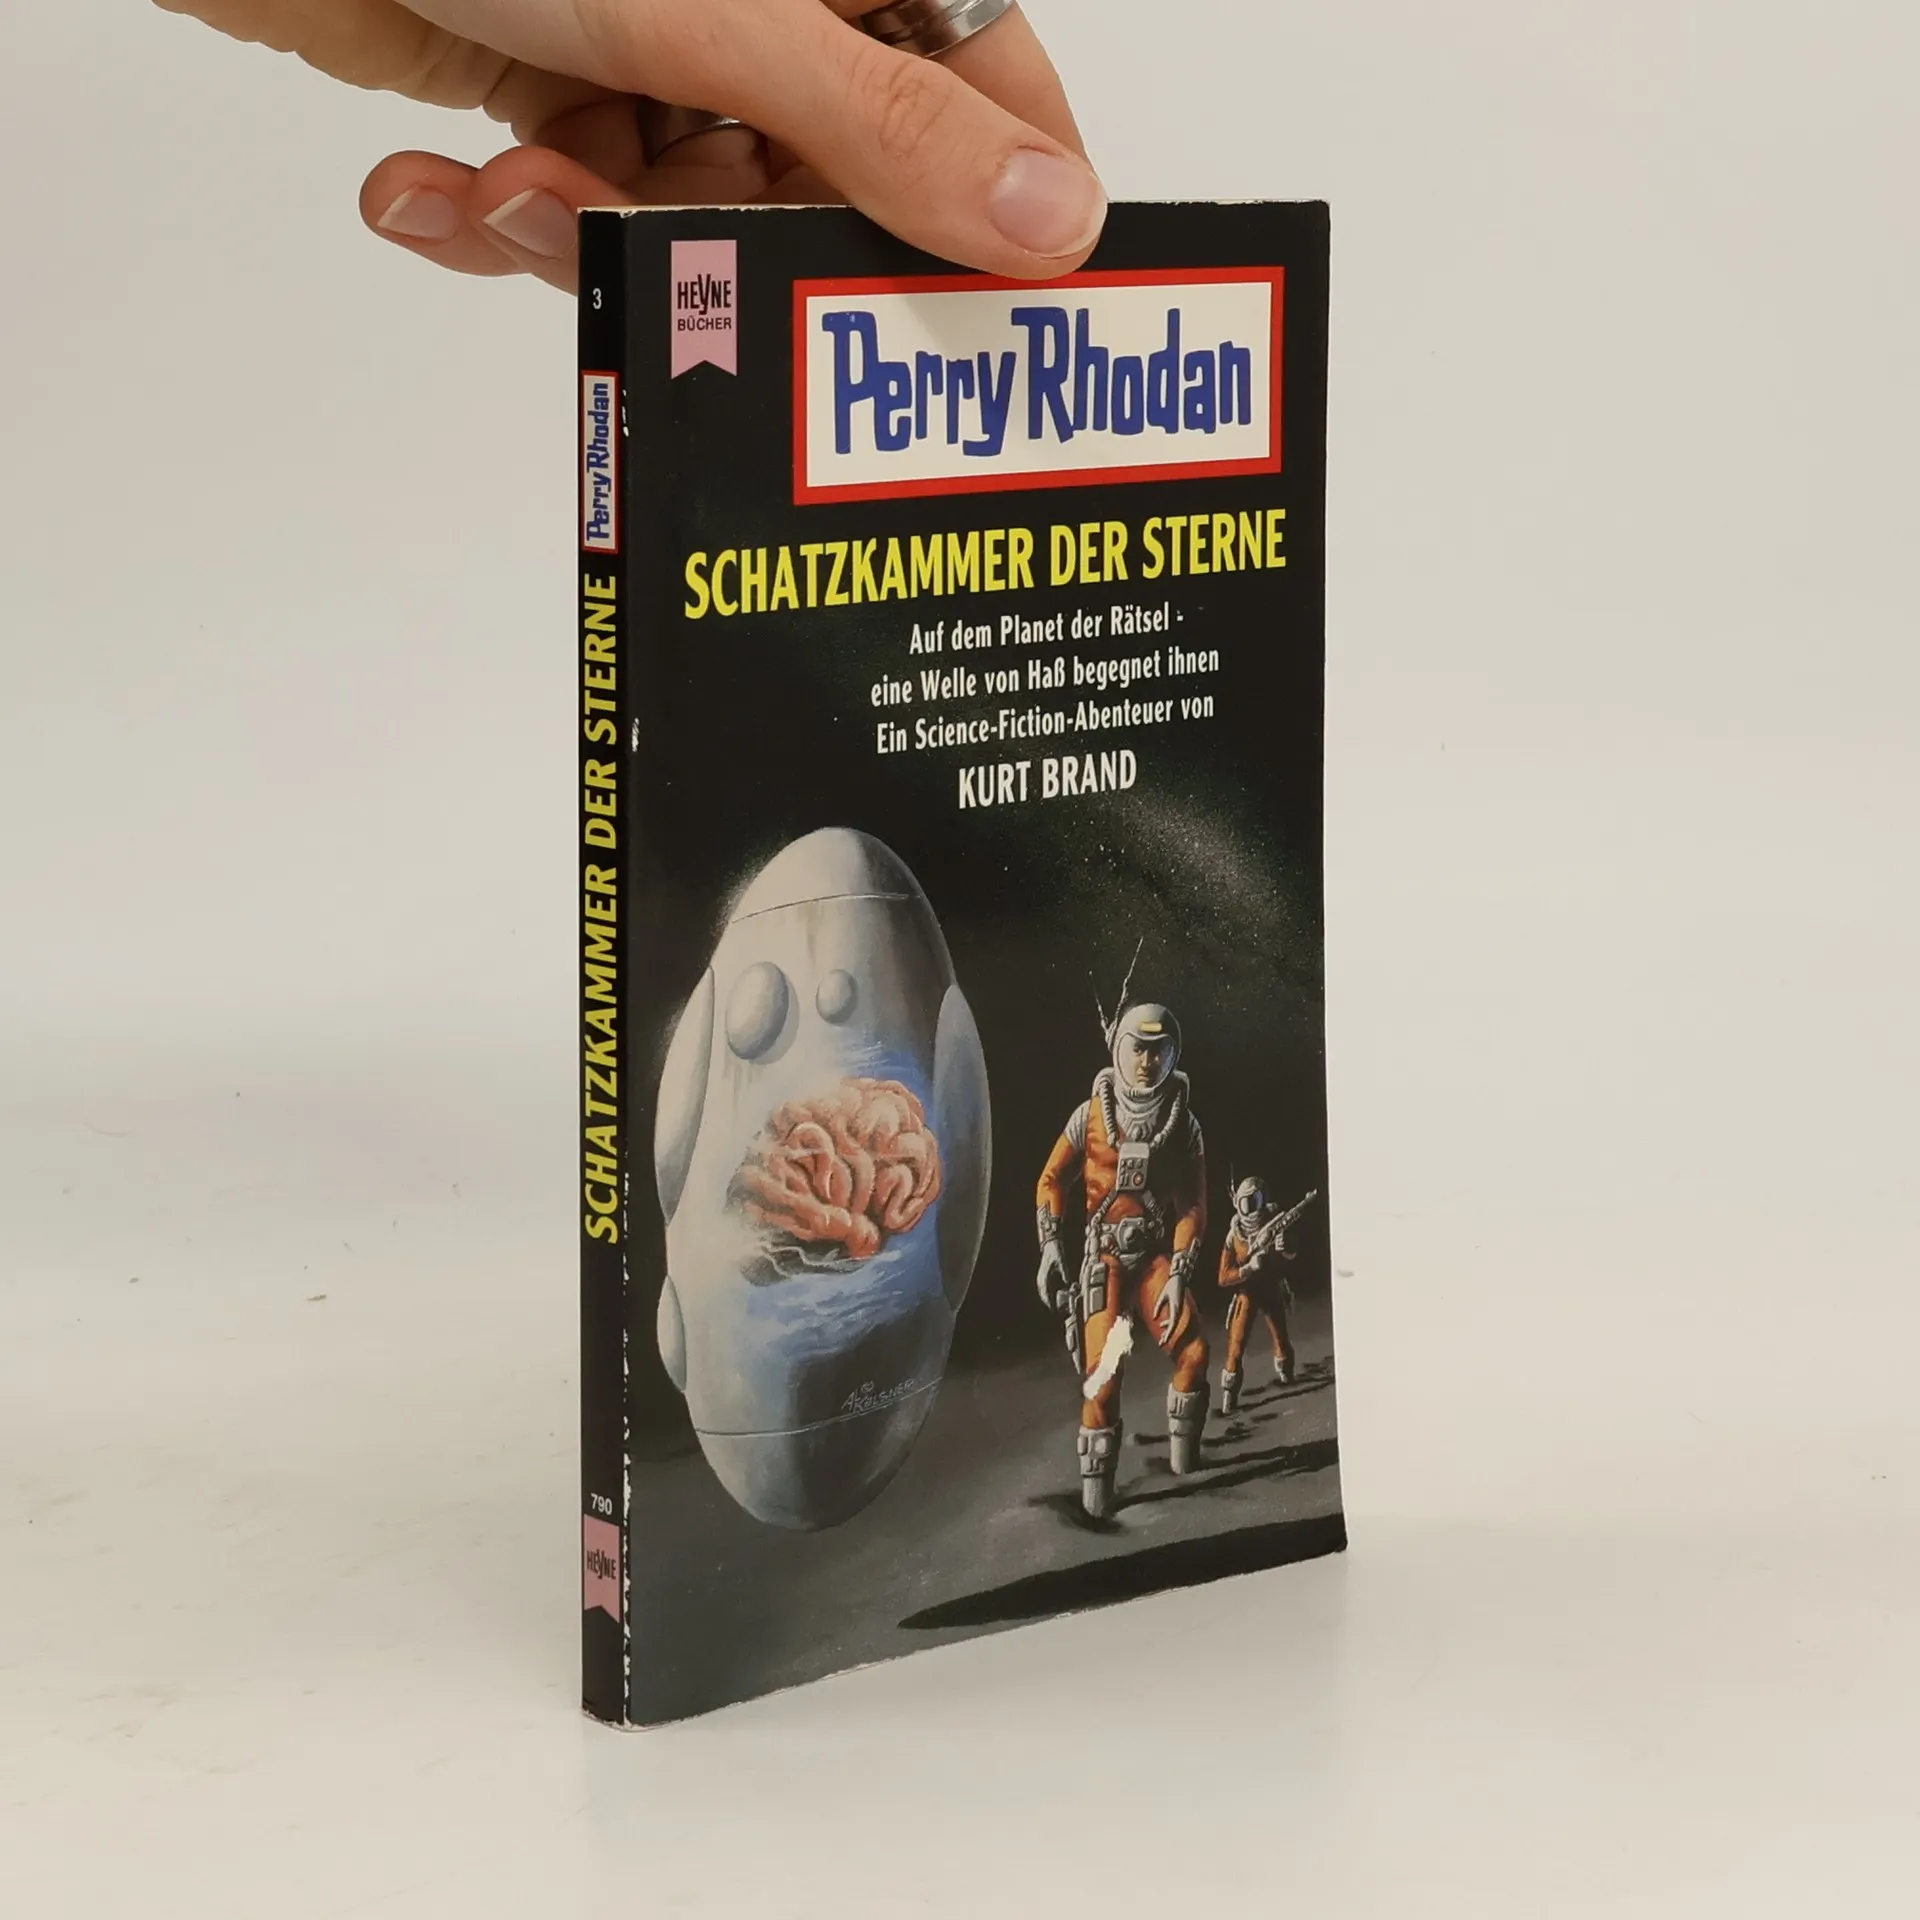 3
Perry Rhodan
SCHATZKAMMER DER STERNE
790
HEYNE
HEYNE
BÜCHER
Perry Rhodan
SCHATZKAMMER DER STERNE
Auf dem Planet der Rätsel -
eine Welle von Haß begegnet ihnen
Ein Science-Fiction-Abenteuer von
KURT BRAND
©